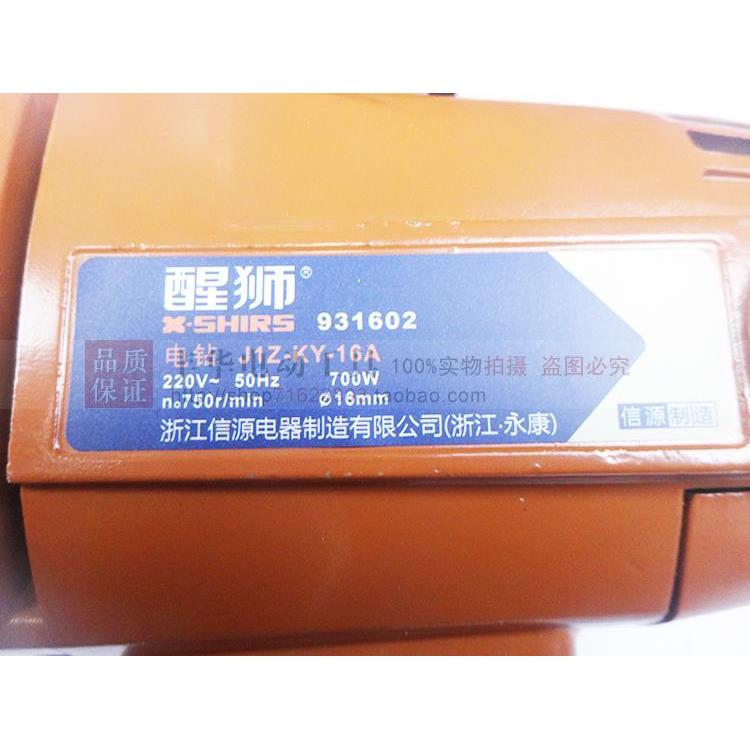 醒狮®
X-SHIRS 931602
电钻 J1Z-KY-16A
220V~ 50Hz 700W
n₀750r/min Ø16mm
浙江信源电器制造有限公司(浙江·永康)
信源制造
品质
保证
100%实物拍摄 盗图必究